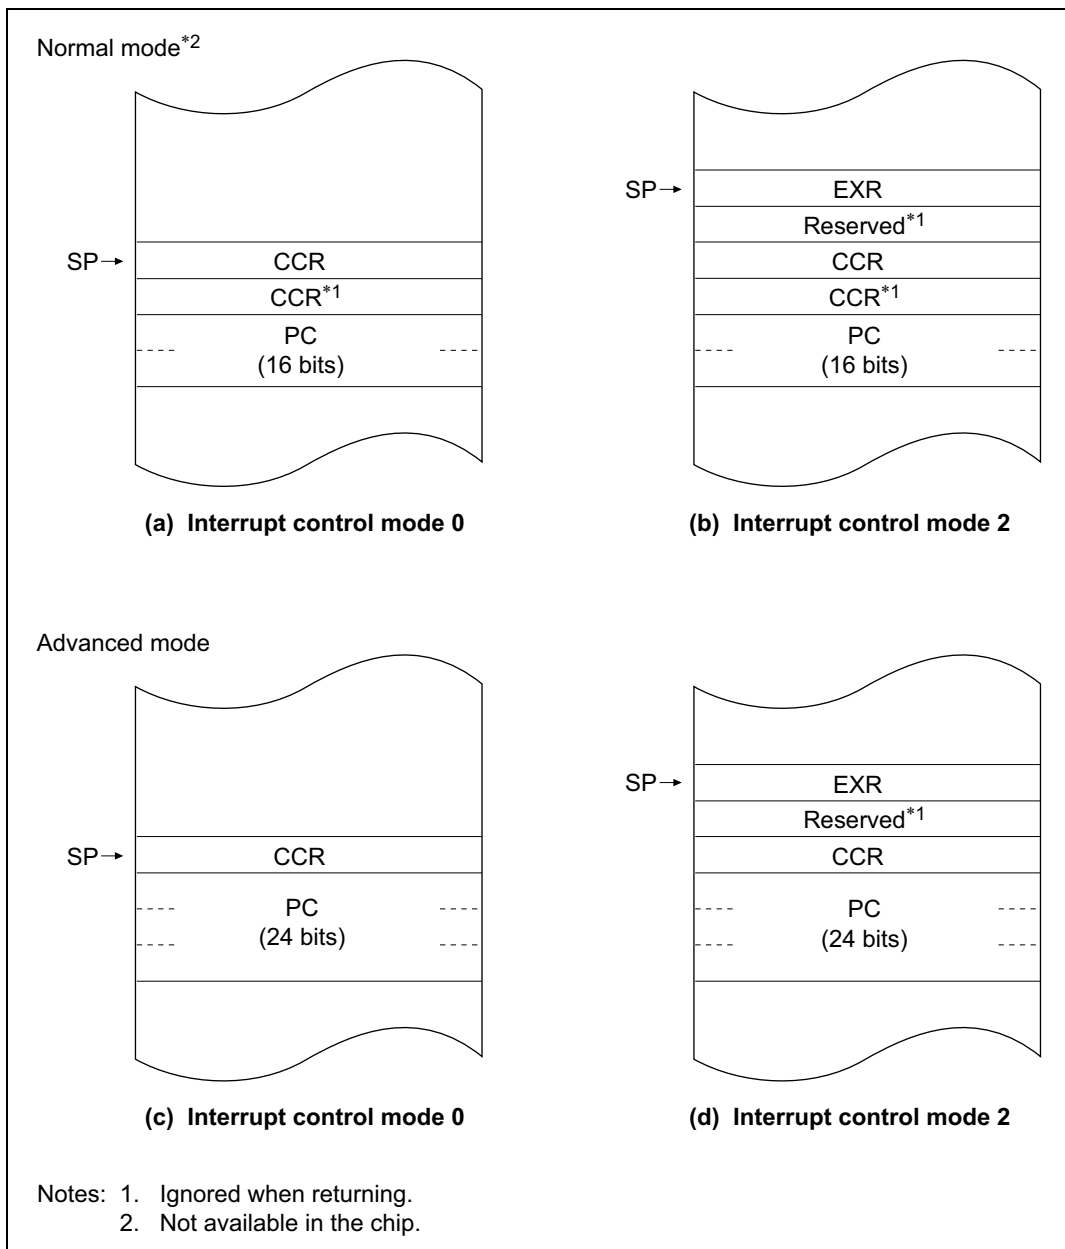 Normal mode*2
SP→ EXR
Reserved*1
SP→ CCR
CCR*1
PC
(16 bits)
CCR
CCR*1
PC
(16 bits)
(a) Interrupt control mode 0
(b) Interrupt control mode 2
Advanced mode
SP→ EXR
Reserved*1
SP→ CCR
PC
(24 bits)
CCR
PC
(24 bits)
(c) Interrupt control mode 0
(d) Interrupt control mode 2
Notes: 1. Ignored when returning.
2. Not available in the chip.